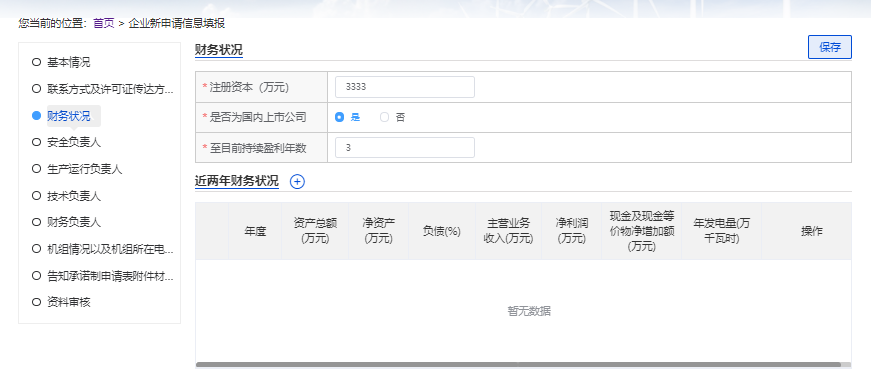 您当前的位置：首页 > 企业新申请信息填报
基本情况
联系方式及许可证传达方...
财务状况
安全负责人
生产运行负责人
技术负责人
财务负责人
机组情况以及机组所在电...
告知承诺制申请表附件材...
资料审核
财务状况
保存
* 注册资本（万元） 3333
* 是否为国内上市公司 是 否
* 至目前持续盈利年数 3
近两年财务状况
年度
资产总额
(万元)
净资产
(万元)
负债(%)
主营业务
收入(万元)
净利润
(万元)
现金及现金等
价物净增加额
(万元)
年发电量(万
千瓦时)
操作
暂无数据